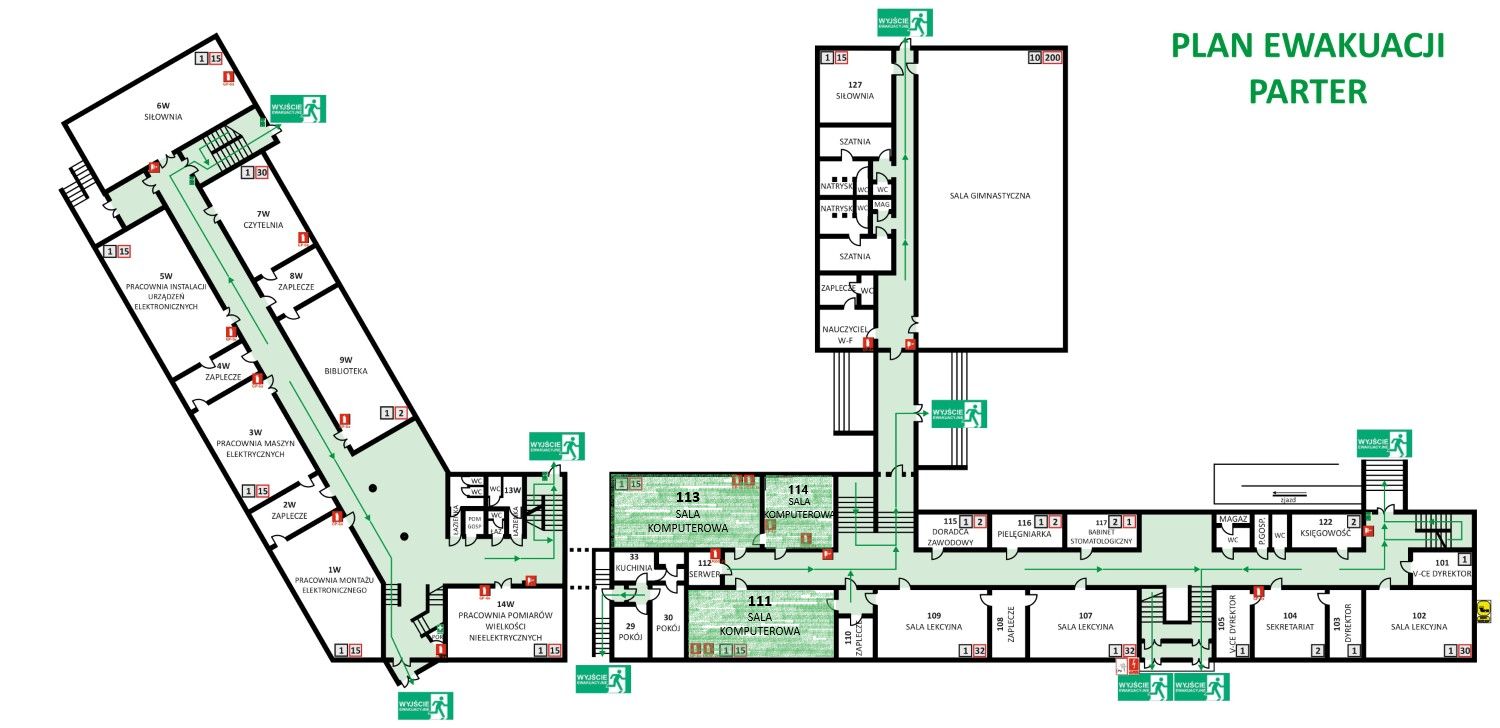 PLAN EWAKUACJI
PARTER
WYJŚCIE
EWAKUACYJNE
1 15
6W
SIŁOWNIA
WYJŚCIE
EWAKUACYJNE
1 30
7W
CZYTELNIA
1 15
5W
PRACOWNIA INSTALACJI
URZĄDZEŃ
ELEKTRONICZNYCH
8W
ZAPLECZE
4W
ZAPLECZE
9W
BIBLIOTEKA
1 2
3W
PRACOWNIA MASZYN
ELEKTRYCZNYCH
1 15
2W
ZAPLECZE
1W
PRACOWNIA MONTAŻU
ELEKTRONICZNEGO
1 15
WYJŚCIE
EWAKUACYJNE
WC
WC
WC
13W
ŁAZIENKA
POM
GOSP
WC
ŁAZ
ŁAZIENKA
14W
PRACOWNIA POMIARÓW
WIELKOŚCI
NIEELEKTRYCZNYCH
1 15
WYJŚCIE
EWAKUACYJNE
1 15
127
SIŁOWNIA
SZATNIA
NATRYSK
WC
WC
NATRYSK
WC
MAG
SZATNIA
ZAPLECZE
WC
NAUCZYCIEL
W-F
10 200
SALA GIMNASTYCZNA
WYJŚCIE
EWAKUACYJNE
1 15
113
SALA
KOMPUTEROWA
114
SALA
KOMPUTEROWA
115
1 2
DORADCA
ZAWODOWY
116
1 2
PIELĘGNIARKA
117
2 1
BABINET
STOMATOLOGICZNY
zjazd
WYJŚCIE
EWAKUACYJNE
MAGAZ
WC
P.GOSP.
WC
122
2
KSIĘGOWOŚĆ
33
KUCHNIA
112
SERWER
29
POKÓJ
30
POKÓJ
111
SALA
KOMPUTEROWA
1 15
110
ZAPLECZE
109
SALA LEKCYJNA
1 32
108
ZAPLECZE
107
SALA LEKCYJNA
1 32
105
V-CE DYREKTOR
1
104
SEKRETARIAT
2
103
DYREKTOR
1
101
1
V-CE DYREKTOR
102
SALA LEKCYJNA
1 30
WYJŚCIE
EWAKUACYJNE
WYJŚCIE
EWAKUACYJNE
WYJŚCIE
EWAKUACYJNE